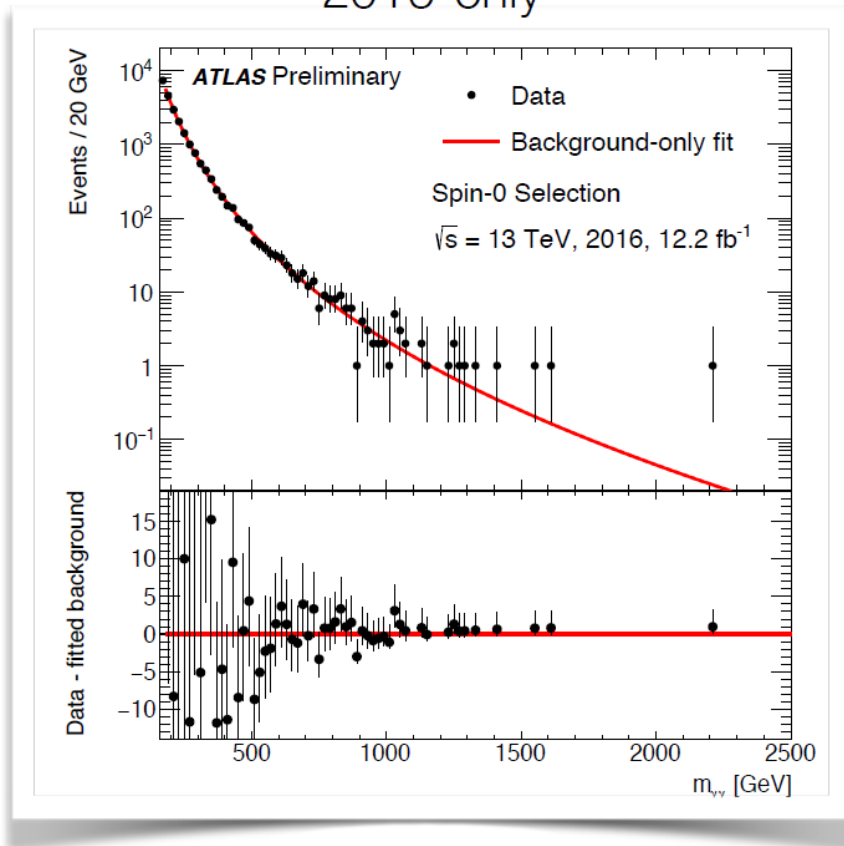 2016 only
ATLAS Preliminary
Data
Background-only fit
Spin-0 Selection
√s = 13 TeV, 2016, 12.2 fb⁻¹
Events / 20 GeV
10⁴
10³
10²
10
1
10⁻¹
Data - fitted background
15
10
5
0
−5
−10
500 1000 1500 2000 2500
m_γγ [GeV]